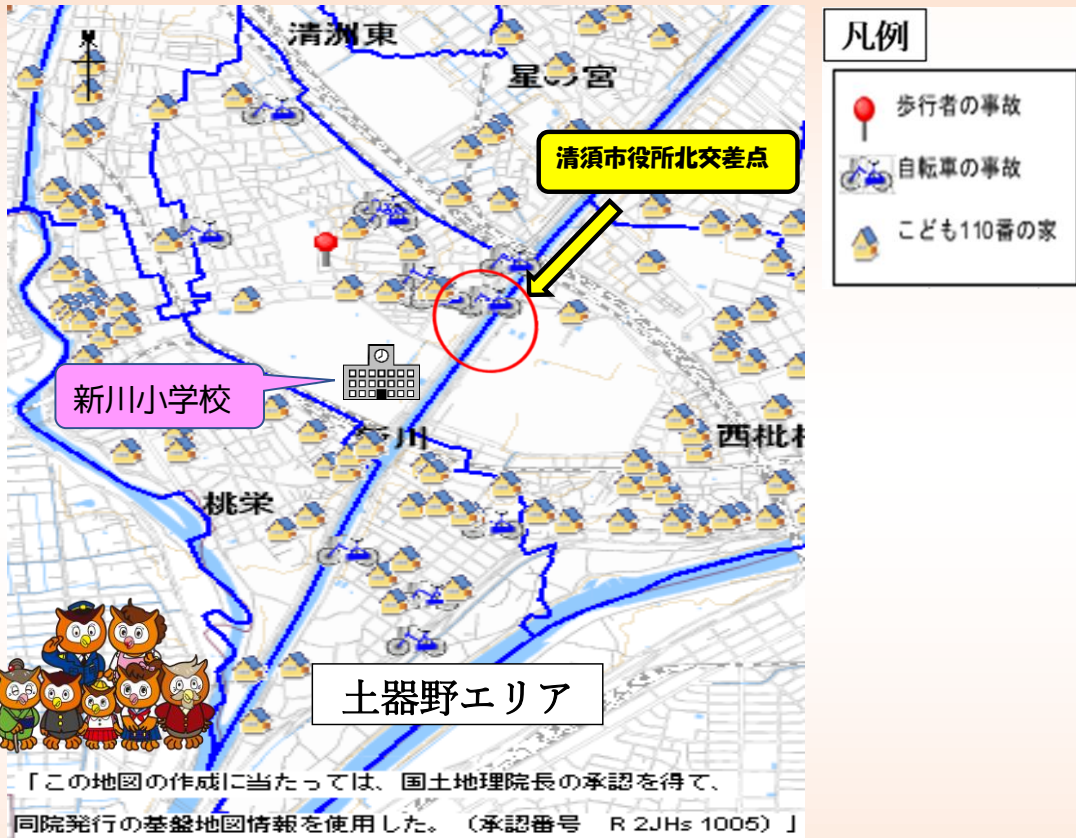 清洲東
星の宮
清須市役所北交差点
新川小学校
川
西枇
桃栄
土器野エリア
「この地図の作成に当たっては、国土地理院長の承認を得て、
同院発行の基盤地図情報を使用した。 (承認番号 R 2JHs 1005)」
凡例
歩行者の事故
自転車の事故
こども110番の家